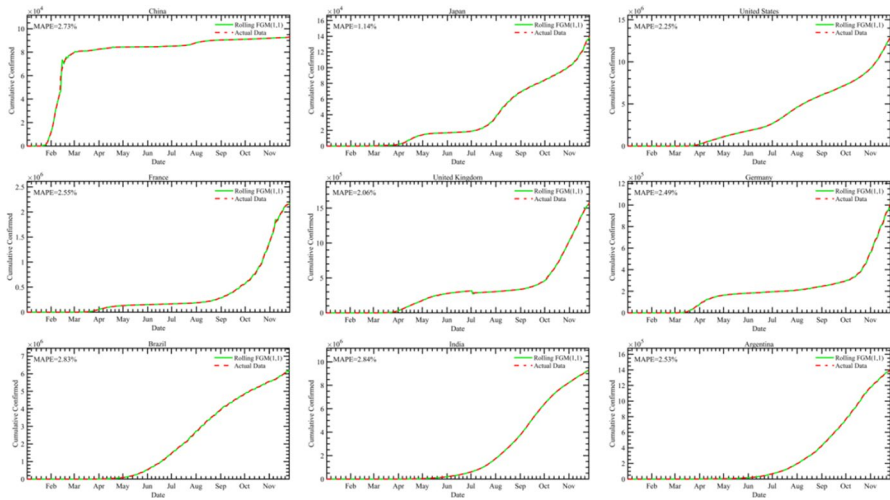 China
×10⁴
MAPE=2.73%
Rolling FGM(1,1)
Actual Data
Cumulative Confirmed
10
8
6
4
2
0
Feb Mar Apr May Jun Jul Aug Sep Oct Nov
Date
Japan
×10⁴
MAPE=1.14%
Rolling FGM(1,1)
Actual Data
Cumulative Confirmed
16
14
12
10
8
6
4
2
0
Feb Mar Apr May Jun Jul Aug Sep Oct Nov
Date
United States
×10⁶
MAPE=2.25%
Rolling FGM(1,1)
Actual Data
Cumulative Confirmed
15
10
5
0
Feb Mar Apr May Jun Jul Aug Sep Oct Nov
Date
France
×10⁶
MAPE=2.55%
Rolling FGM(1,1)
Actual Data
Cumulative Confirmed
2.5
2
1.5
1
0.5
0
Feb Mar Apr May Jun Jul Aug Sep Oct Nov
Date
United Kingdom
×10⁵
MAPE=2.06%
Rolling FGM(1,1)
Actual Data
Cumulative Confirmed
15
10
5
0
Feb Mar Apr May Jun Jul Aug Sep Oct Nov
Date
Germany
×10⁵
MAPE=2.49%
Rolling FGM(1,1)
Actual Data
Cumulative Confirmed
12
10
8
6
4
2
0
Feb Mar Apr May Jun Jul Aug Sep Oct Nov
Date
Brazil
×10⁶
MAPE=2.83%
Rolling FGM(1,1)
Actual Data
Cumulative Confirmed
7
6
5
4
3
2
1
0
Feb Mar Apr May Jun Jul Aug Sep Oct Nov
Date
India
×10⁶
MAPE=2.84%
Rolling FGM(1,1)
Actual Data
Cumulative Confirmed
10
8
6
4
2
0
Feb Mar Apr May Jun Jul Aug Sep Oct Nov
Date
Argentina
×10⁵
MAPE=2.53%
Rolling FGM(1,1)
Actual Data
Cumulative Confirmed
16
14
12
10
8
6
4
2
0
Feb Mar Apr May Jun Jul Aug Sep Oct Nov
Date